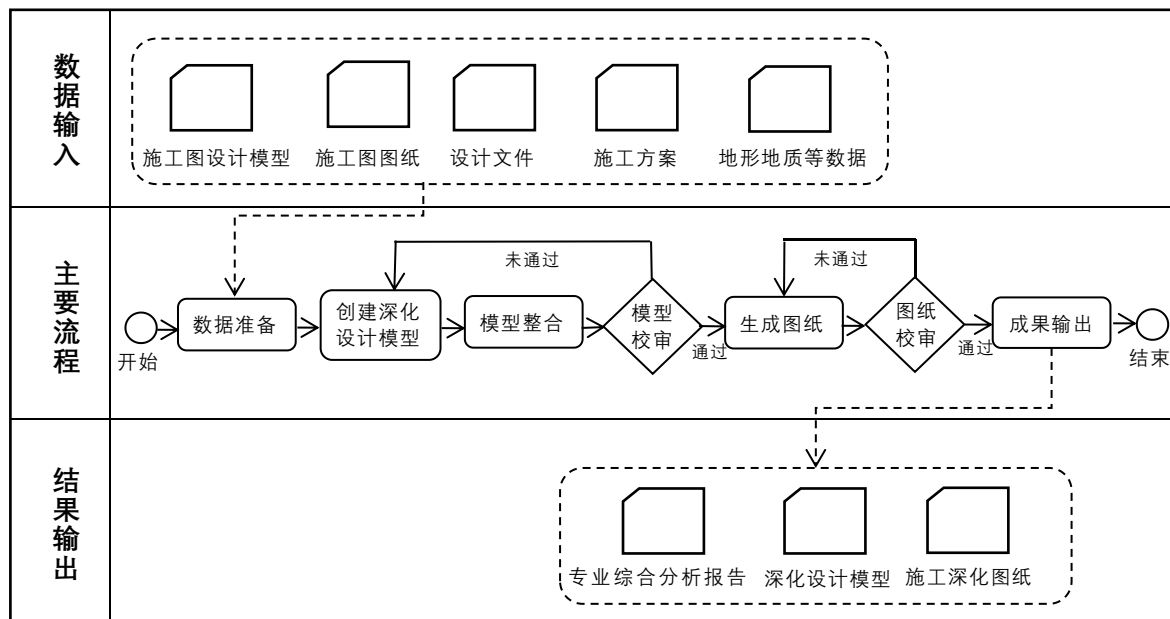 数据输入
施工图设计模型
施工图图纸
设计文件
施工方案
地形地质等数据
主要流程
开始
数据准备
创建深化
设计模型
模型整合
未通过
模型
校审
通过
生成图纸
未通过
图纸
校审
通过
成果输出
结束
结果输出
专业综合分析报告
深化设计模型
施工深化图纸